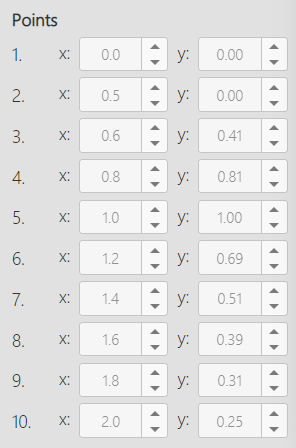 Points
1. x: 0.0 y: 0.00
2. x: 0.5 y: 0.00
3. x: 0.6 y: 0.41
4. x: 0.8 y: 0.81
5. x: 1.0 y: 1.00
6. x: 1.2 y: 0.69
7. x: 1.4 y: 0.51
8. x: 1.6 y: 0.39
9. x: 1.8 y: 0.31
10. x: 2.0 y: 0.25